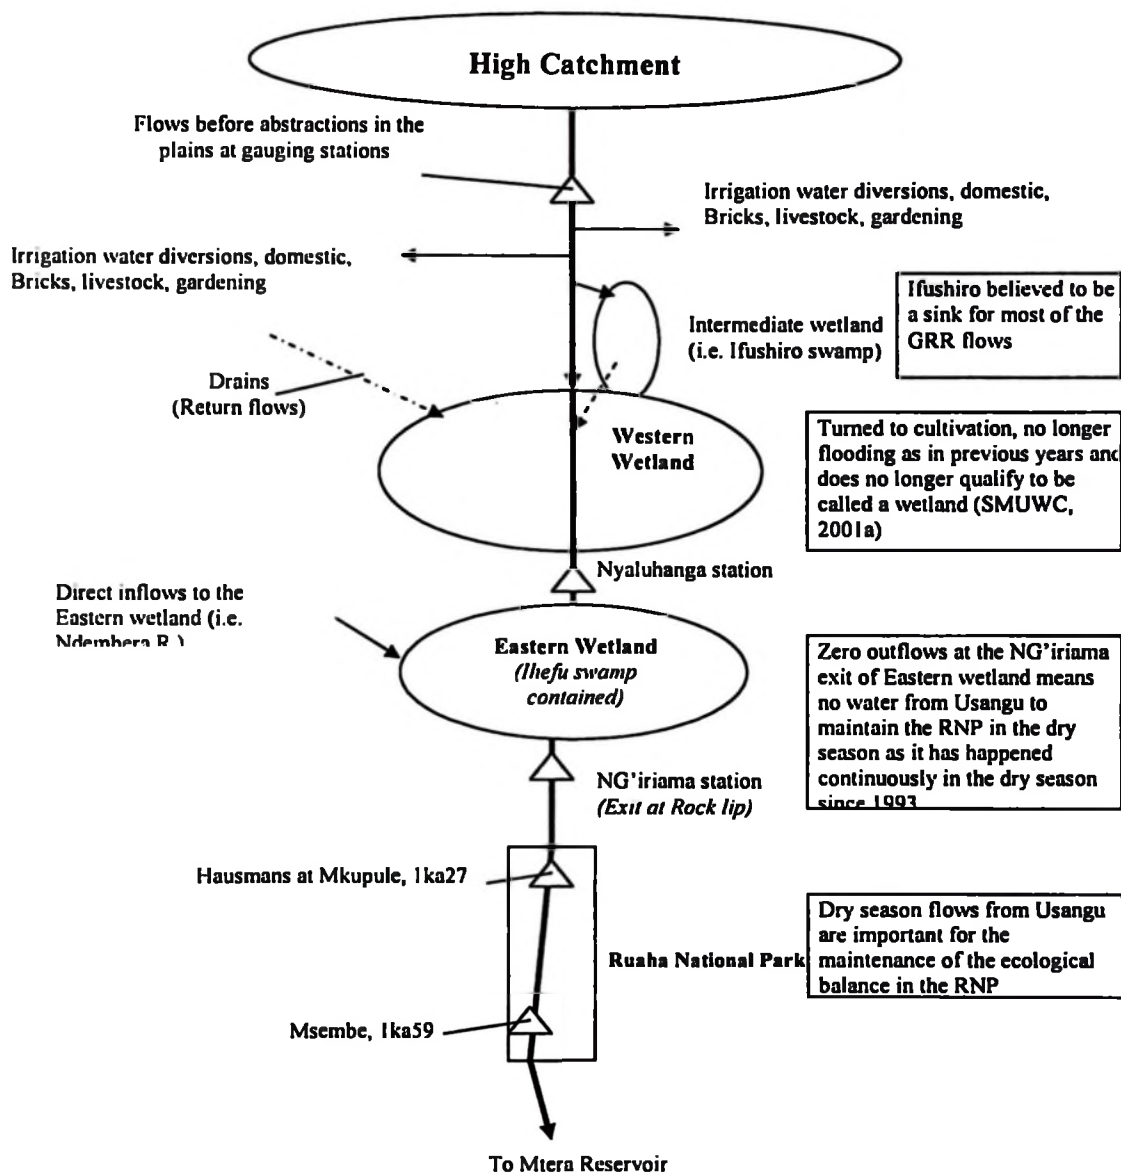 High Catchment
Flows before abstractions in the
plains at gauging stations
Irrigation water diversions, domestic,
Bricks, livestock, gardening
Irrigation water diversions, domestic,
Bricks, livestock, gardening
Ifushiro believed to be
a sink for most of the
GRR flows
Intermediate wetland
(i.e. Ifushiro swamp)
Drains
(Return flows)
Western
Wetland
Turned to cultivation, no longer
flooding as in previous years and
does no longer qualify to be
called a wetland (SMUWC,
2001a)
Nyaluhanga station
Direct inflows to the
Eastern wetland (i.e.
Ndembera R.)
Eastern Wetland
(Ihefu swamp
contained)
Zero outflows at the NG'iriama
exit of Eastern wetland means
no water from Usangu to
maintain the RNP in the dry
season as it has happened
continuously in the dry season
since 1993
NG'iriama station
(Exit at Rock lip)
Hausmans at Mkupule, 1ka27
Ruaha National Park
Dry season flows from Usangu
are important for the
maintenance of the ecological
balance in the RNP
Msembe, 1ka59
To Mtera Reservoir